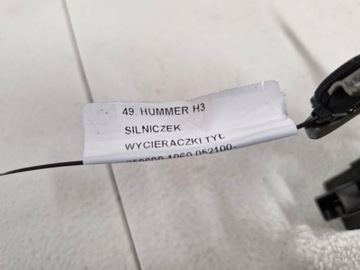 49. HUMMER H3
SILNICZEK
WYCIERACZKI TYŁ